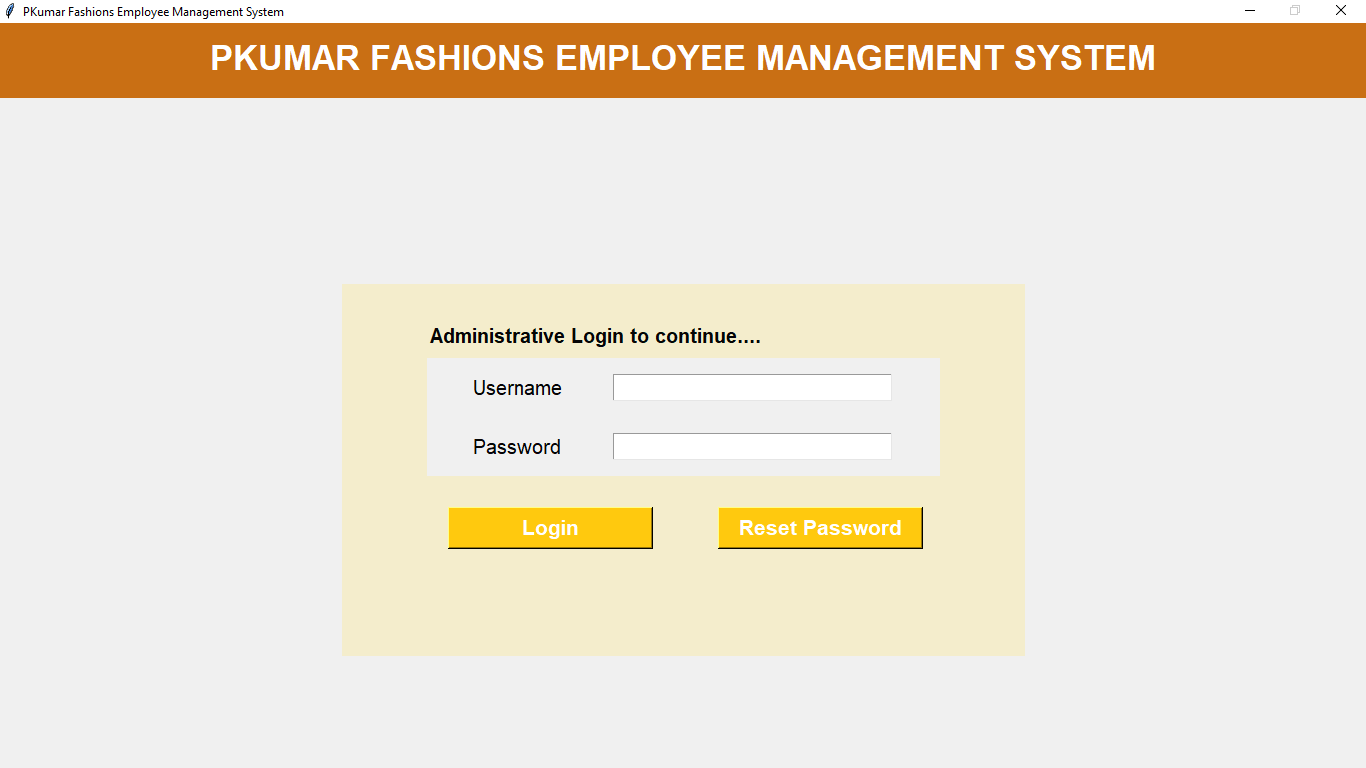 PKumar Fashions Employee Management System
PKUMAR FASHIONS EMPLOYEE MANAGEMENT SYSTEM
Administrative Login to continue....
Username
Password
Login
Reset Password